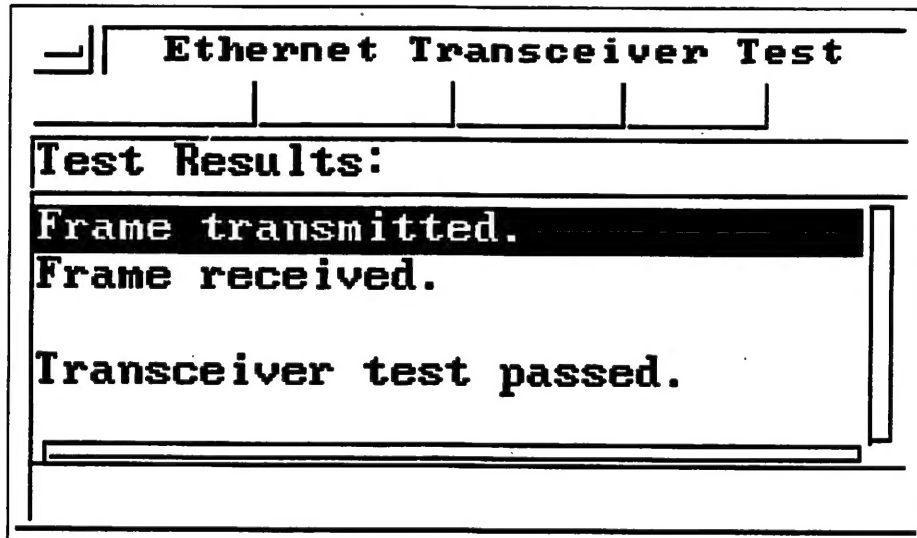 Ethernet Transceiver Test
Test Results:
Frame transmitted.
Frame received.
Transceiver test passed.